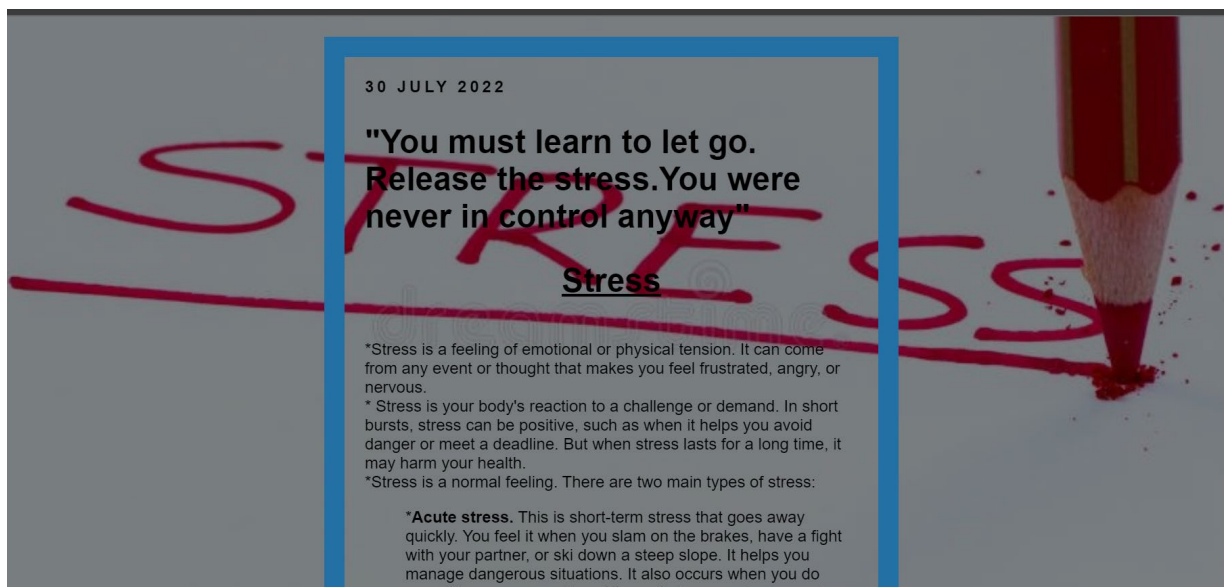 30 JULY 2022
"You must learn to let go.
Release the stress.You were
never in control anyway"
STRESS
Stress
dreamstime
*Stress is a feeling of emotional or physical tension. It can come
from any event or thought that makes you feel frustrated, angry, or
nervous.
* Stress is your body's reaction to a challenge or demand. In short
bursts, stress can be positive, such as when it helps you avoid
danger or meet a deadline. But when stress lasts for a long time, it
may harm your health.
*Stress is a normal feeling. There are two main types of stress:
*Acute stress. This is short-term stress that goes away
quickly. You feel it when you slam on the brakes, have a fight
with your partner, or ski down a steep slope. It helps you
manage dangerous situations. It also occurs when you do